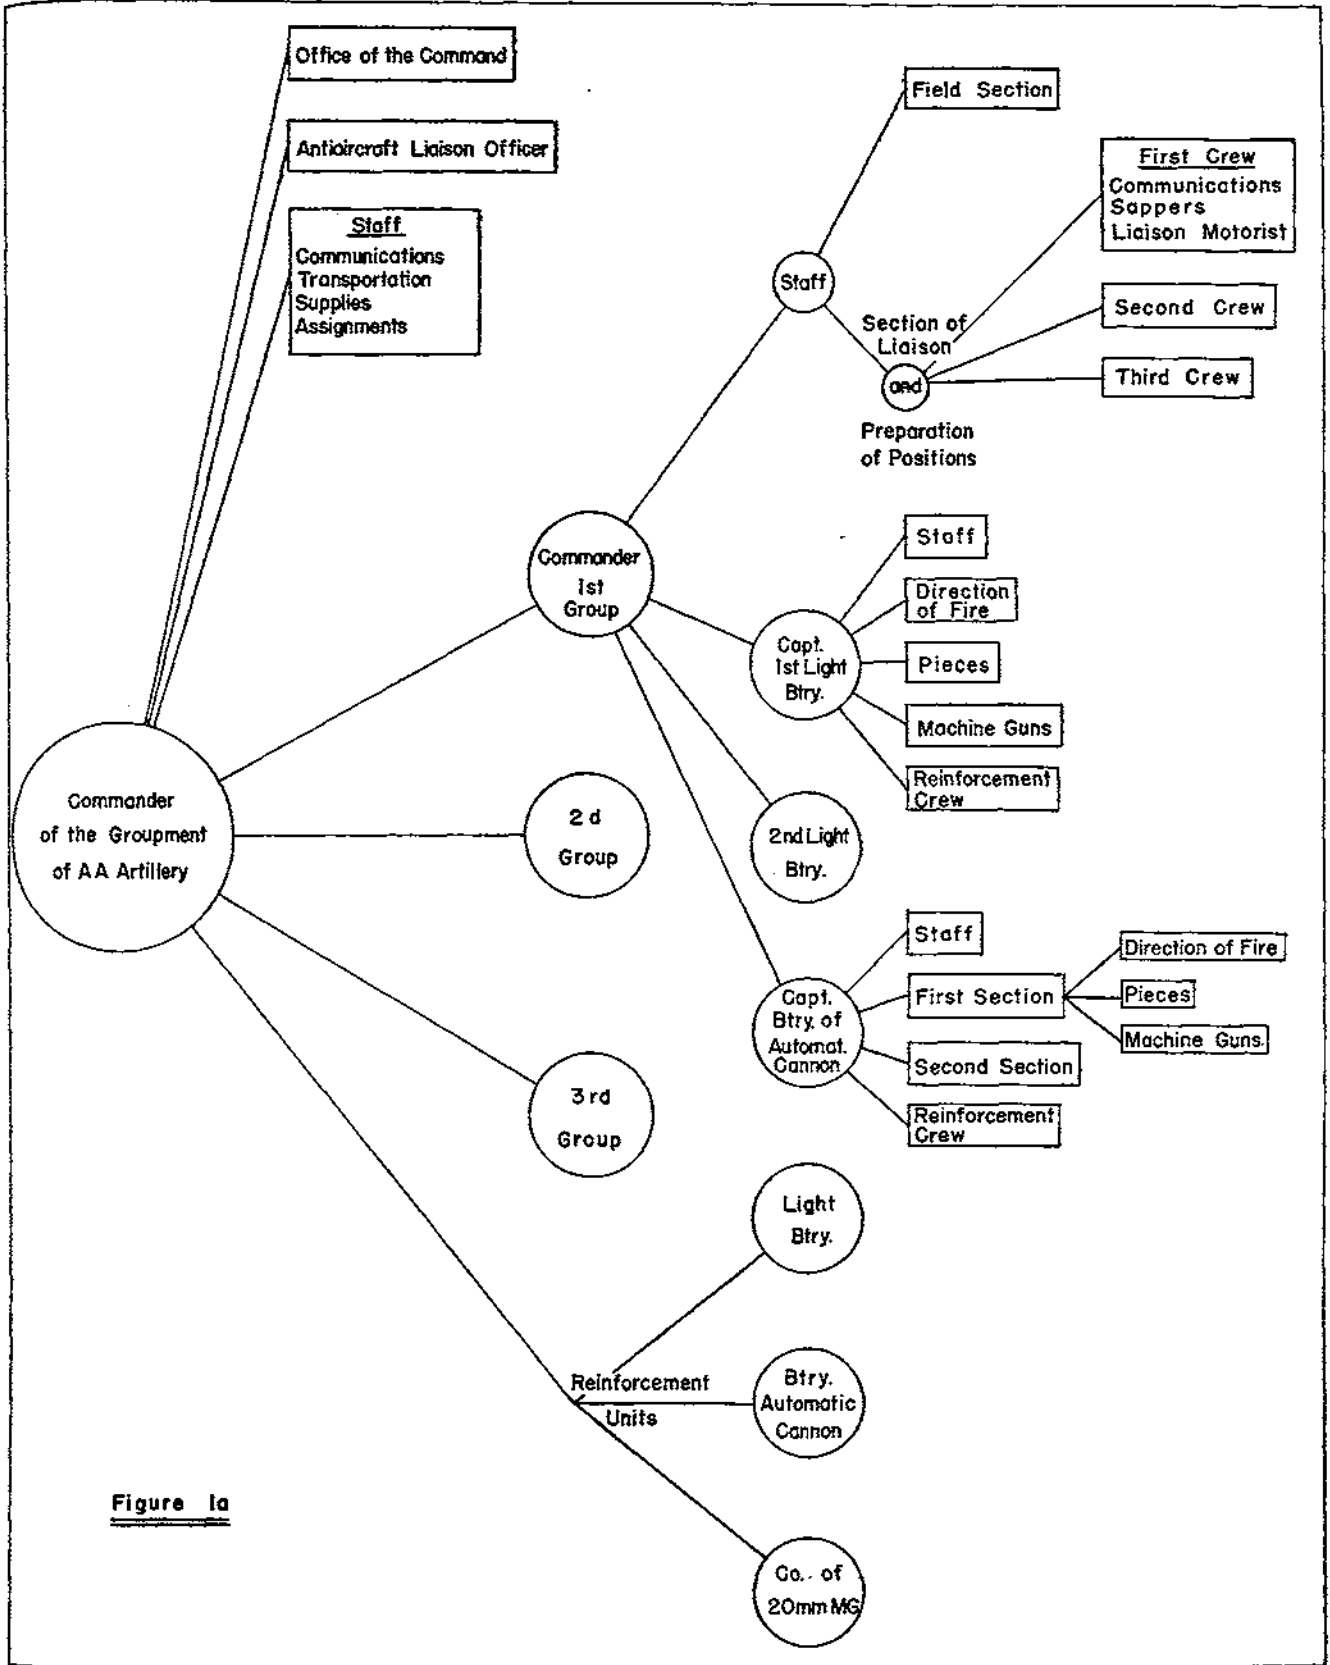 Office of the Command
Antiaircraft Liaison Officer
Staff
Communications
Transportation
Supplies
Assignments
Field Section
First Crew
Communications
Sappers
Liaison Motorist
Second Crew
Third Crew
Staff
Section of
Liaison
and
Preparation
of Positions
Commander
1st
Group
Staff
Direction
of Fire
Pieces
Machine Guns
Reinforcement
Crew
Capt.
1st Light
Btry.
2nd Light
Btry.
Commander
of the Groupment
of AA Artillery
2 d
Group
3 rd
Group
Capt.
Btry. of
Automat.
Cannon
Staff
First Section
Second Section
Reinforcement
Crew
Direction of Fire
Pieces
Machine Guns.
Light
Btry.
Reinforcement
Units
Btry.
Automatic
Cannon
Co. of
20mm MG
Figure 1a